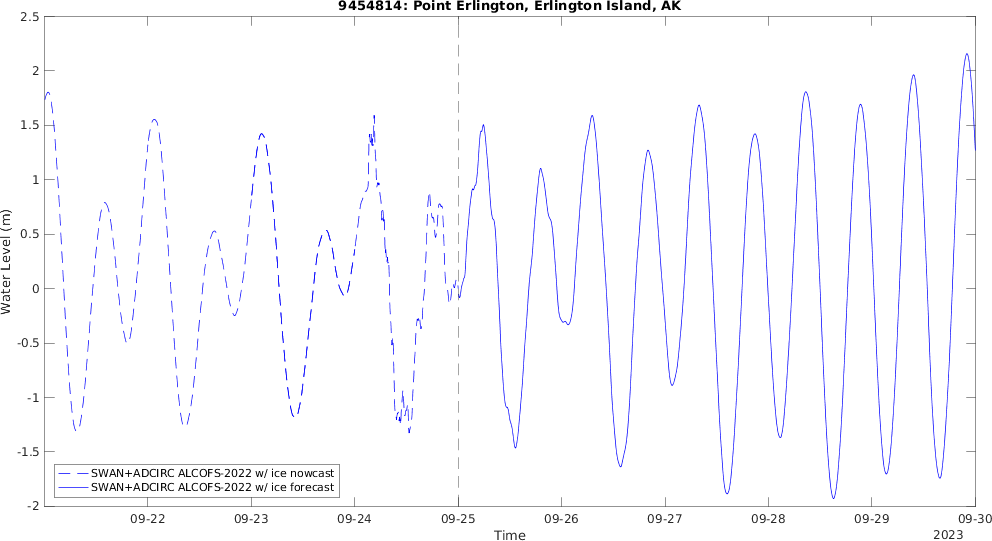 9454814: Point Erlington, Erlington Island, AK
2.5
2
1.5
1
0.5
0
-0.5
-1
-1.5
-2
Water Level (m)
SWAN+ADCIRC ALCOFS-2022 w/ ice nowcast
SWAN+ADCIRC ALCOFS-2022 w/ ice forecast
09-22 09-23 09-24 09-25 09-26 09-27 09-28 09-29 09-30
Time
2023